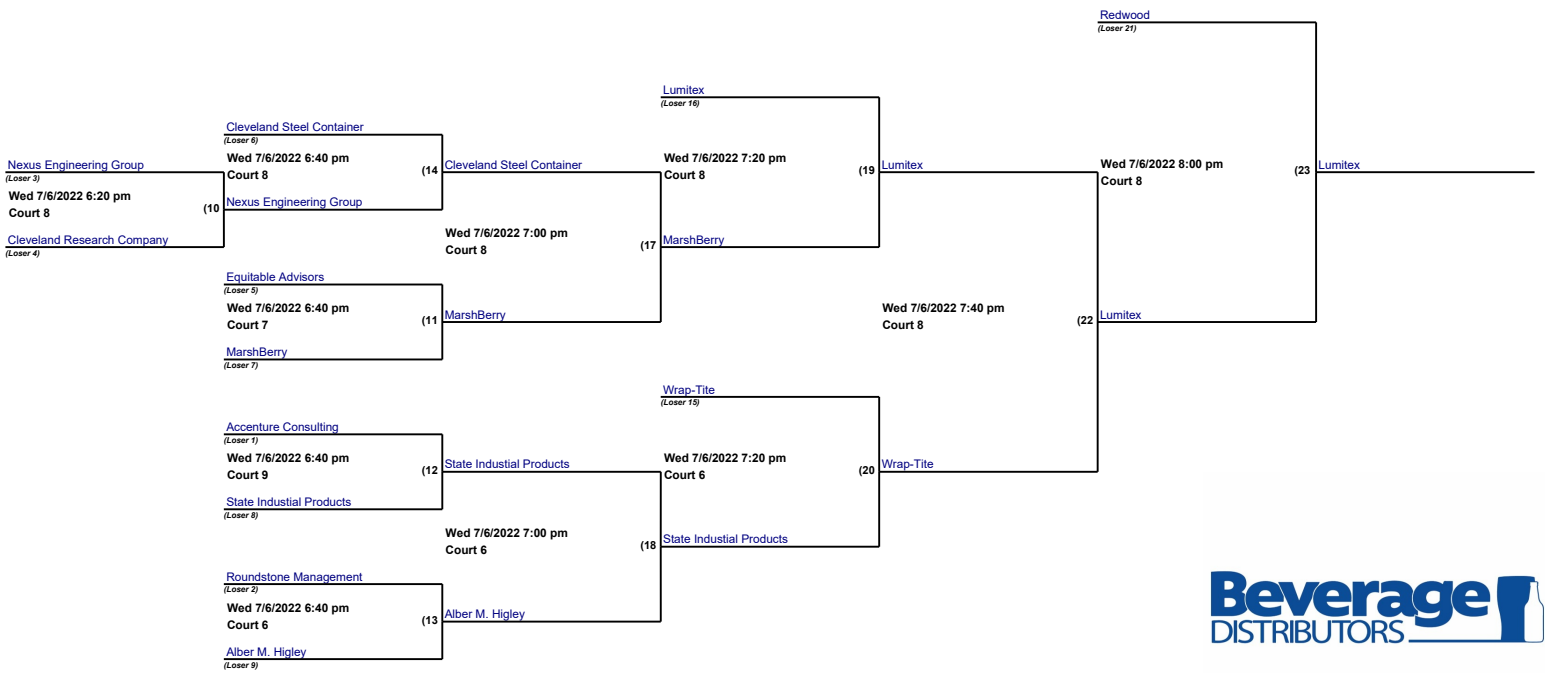 Redwood
(Loser 21)
Lumitex
(Loser 16)
Cleveland Steel Container
(Loser 6)
Wed 7/6/2022 6:40 pm
Court 8
(14
Cleveland Steel Container
Wed 7/6/2022 7:20 pm
Court 8
(19
Lumitex
Wed 7/6/2022 8:00 pm
Court 8
(23
Lumitex
Nexus Engineering Group
(Loser 3)
Wed 7/6/2022 6:20 pm
Court 8
(10
Nexus Engineering Group
Cleveland Research Company
(Loser 4)
Wed 7/6/2022 7:00 pm
Court 8
(17
MarshBerry
Equitable Advisors
(Loser 5)
Wed 7/6/2022 6:40 pm
Court 7
(11
MarshBerry
Wed 7/6/2022 7:40 pm
Court 8
(22
Lumitex
MarshBerry
(Loser 7)
Wrap-Tite
(Loser 15)
Accenture Consulting
(Loser 1)
Wed 7/6/2022 6:40 pm
Court 9
(12
State Industial Products
Wed 7/6/2022 7:20 pm
Court 6
(20
Wrap-Tite
State Industial Products
(Loser 8)
Wed 7/6/2022 7:00 pm
Court 6
(18
State Industial Products
Roundstone Management
(Loser 2)
Wed 7/6/2022 6:40 pm
Court 6
(13
Alber M. Higley
Alber M. Higley
(Loser 9)
Beverage
DISTRIBUTORS